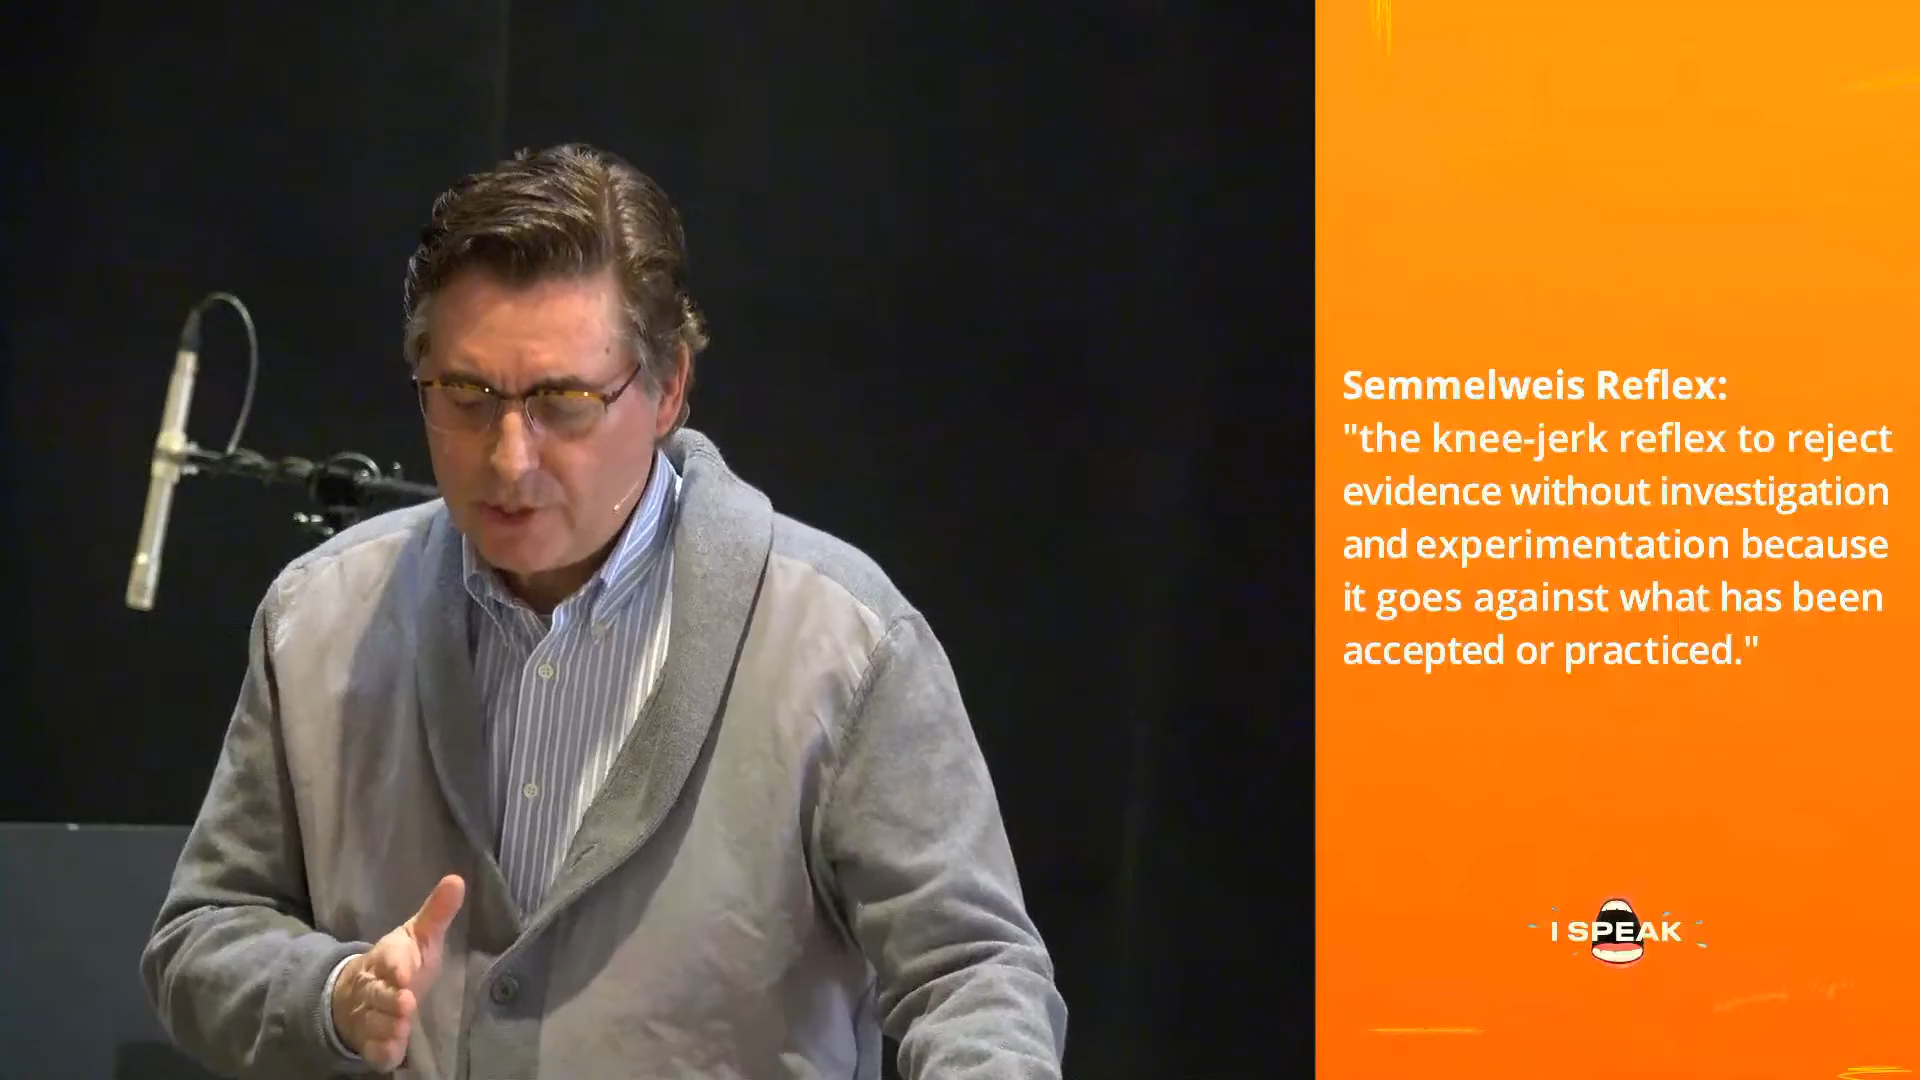 Semmelweis Reflex:
"the knee-jerk reflex to reject
evidence without investigation
and experimentation because
it goes against what has been
accepted or practiced."
I SPEAK